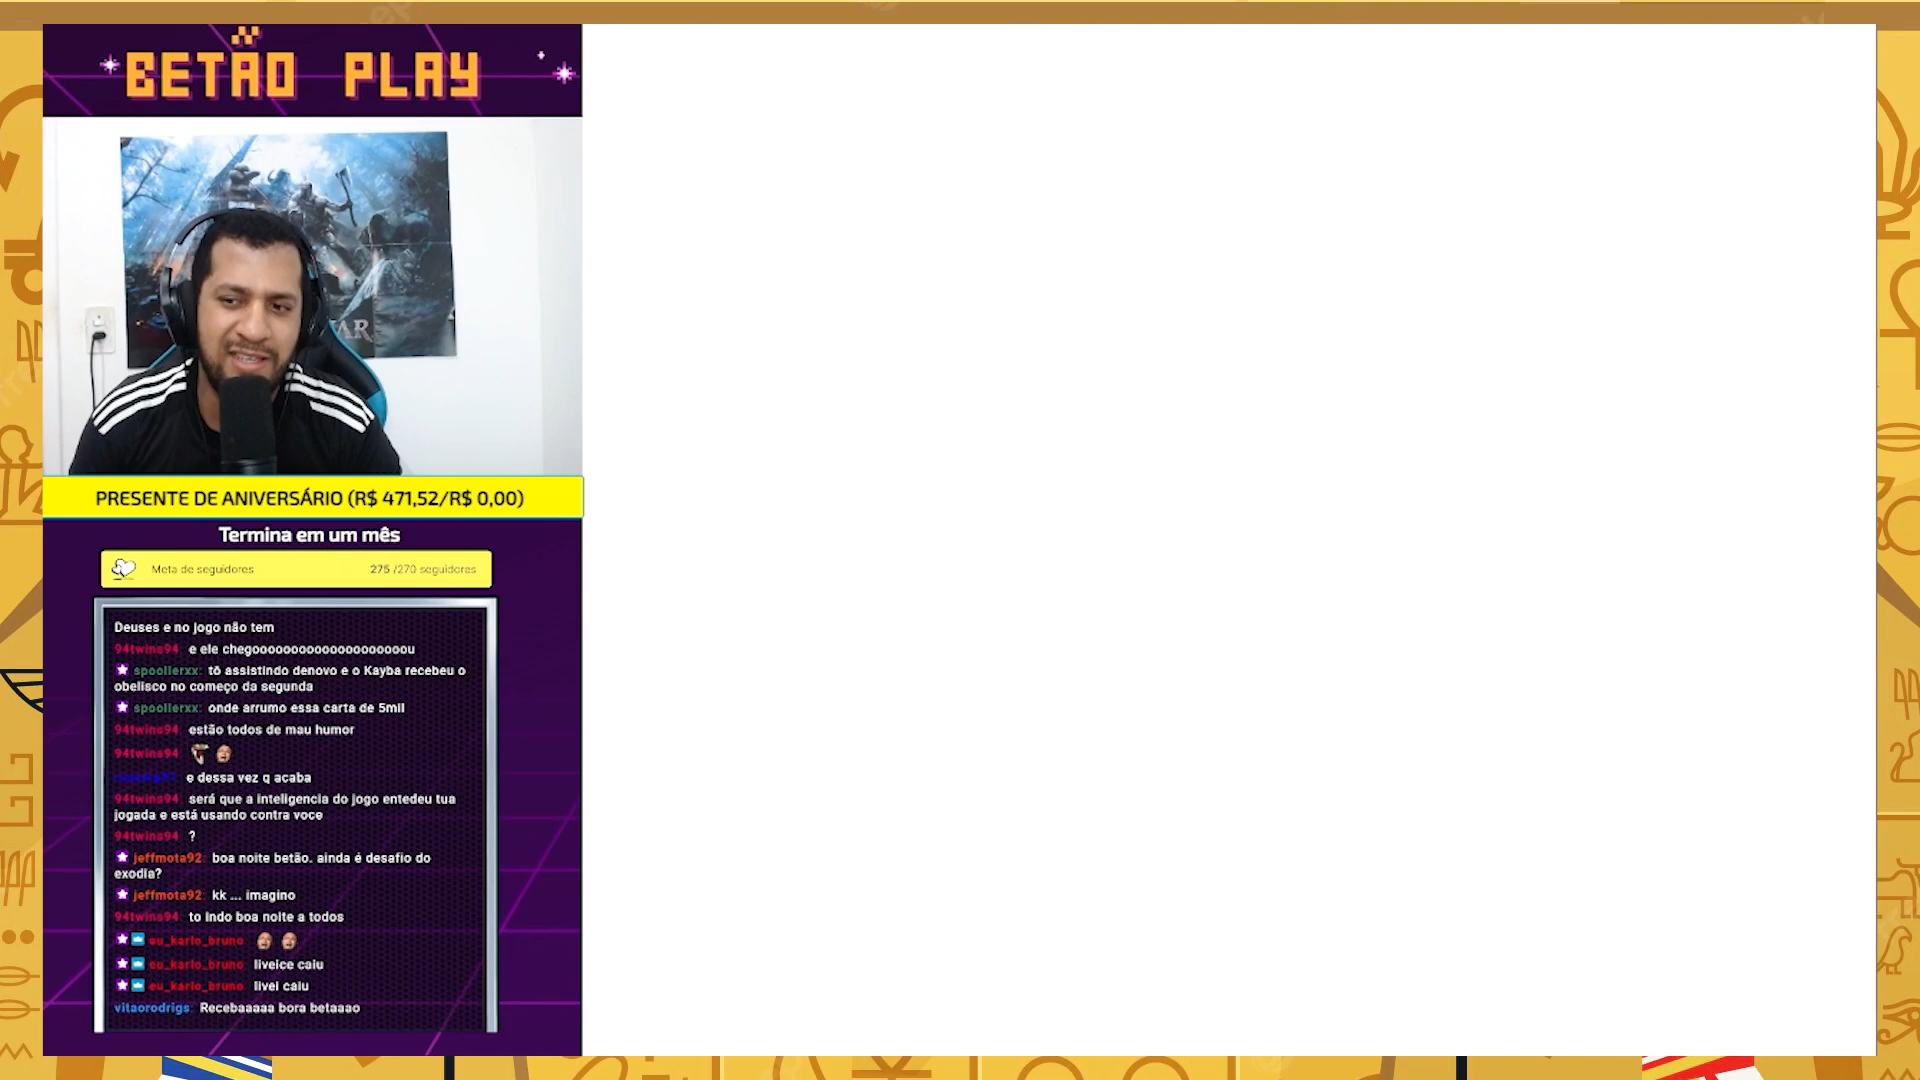 BETÃO PLAY
AR
PRESENTE DE ANIVERSÁRIO (R$ 471,52/R$ 0,00)
Termina em um mês
Meta de seguidores 275 /270 seguidores
Deuses e no jogo não tem
94twins94 e ele chegooooooooooooooooooooou
spoollerxx: tô assistindo denovo e o Kayba recebeu o
obelisco no começo da segunda
spoollerxx: onde arrumo essa carta de 5mil
94twins94 estão todos de mau humor
94twins94
e dessa vez q acaba
94twins94 será que a inteligencia do jogo entedeu tua
jogada e está usando contra voce
94twins94 ?
jeffmota92: boa noite betão. ainda é desafio do
exodia?
jeffmota92: kk ... imagino
94twins94 to indo boa noite a todos
eu_karlo_bruno
eu_karlo_bruno: liveice caiu
eu_karlo_bruno: livei caiu
vitaorodrigs: Recebaaaaa bora betaaao